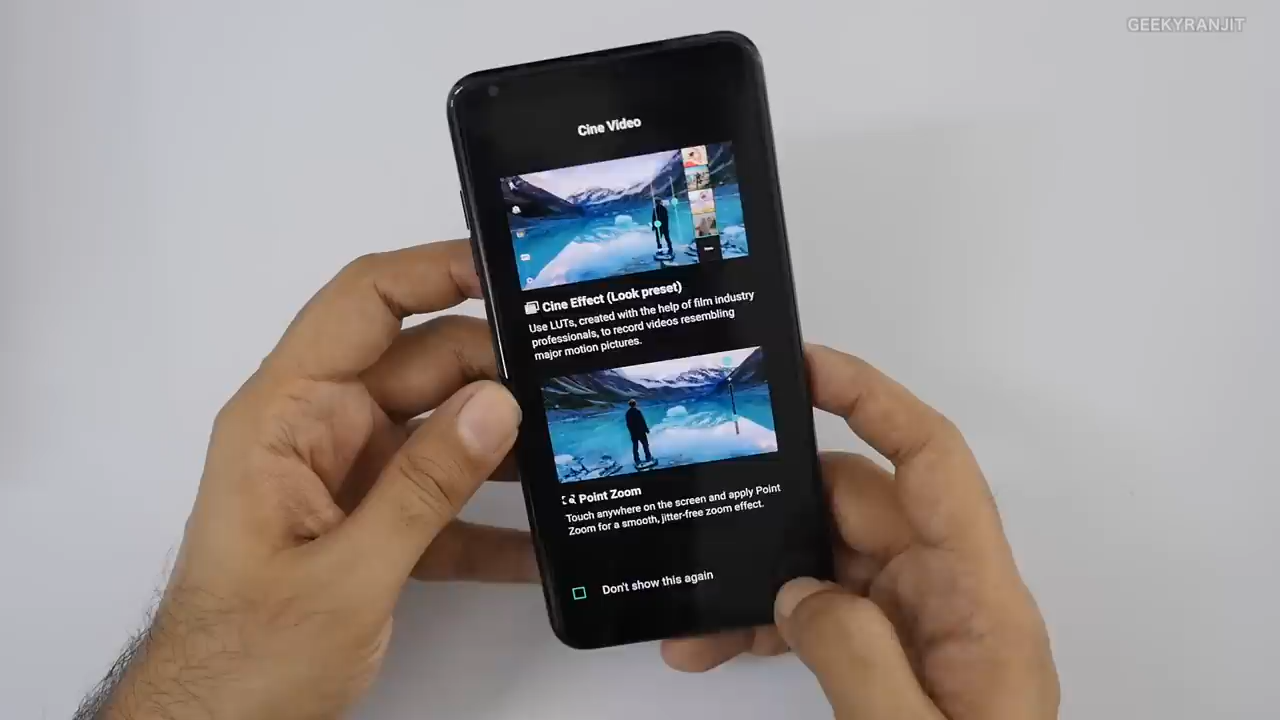 GEEKYRANJIT
Cine Video
Cine Effect (Look preset)
Use LUTs, created with the help of film industry
professionals, to record videos resembling
major motion pictures.
Point Zoom
Touch anywhere on the screen and apply Point
Zoom for a smooth, jitter-free zoom effect.
Don't show this again